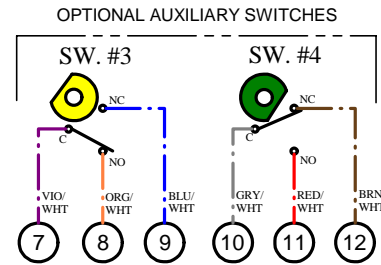 OPTIONAL AUXILIARY SWITCHES
SW. #3 SW. #4
NC NC
C C
NO NO
VIO/ ORG/ BLU/ GRY/ RED/ BRN
WHT WHT WHT WHT WHT WHT
7 8 9 10 11 12